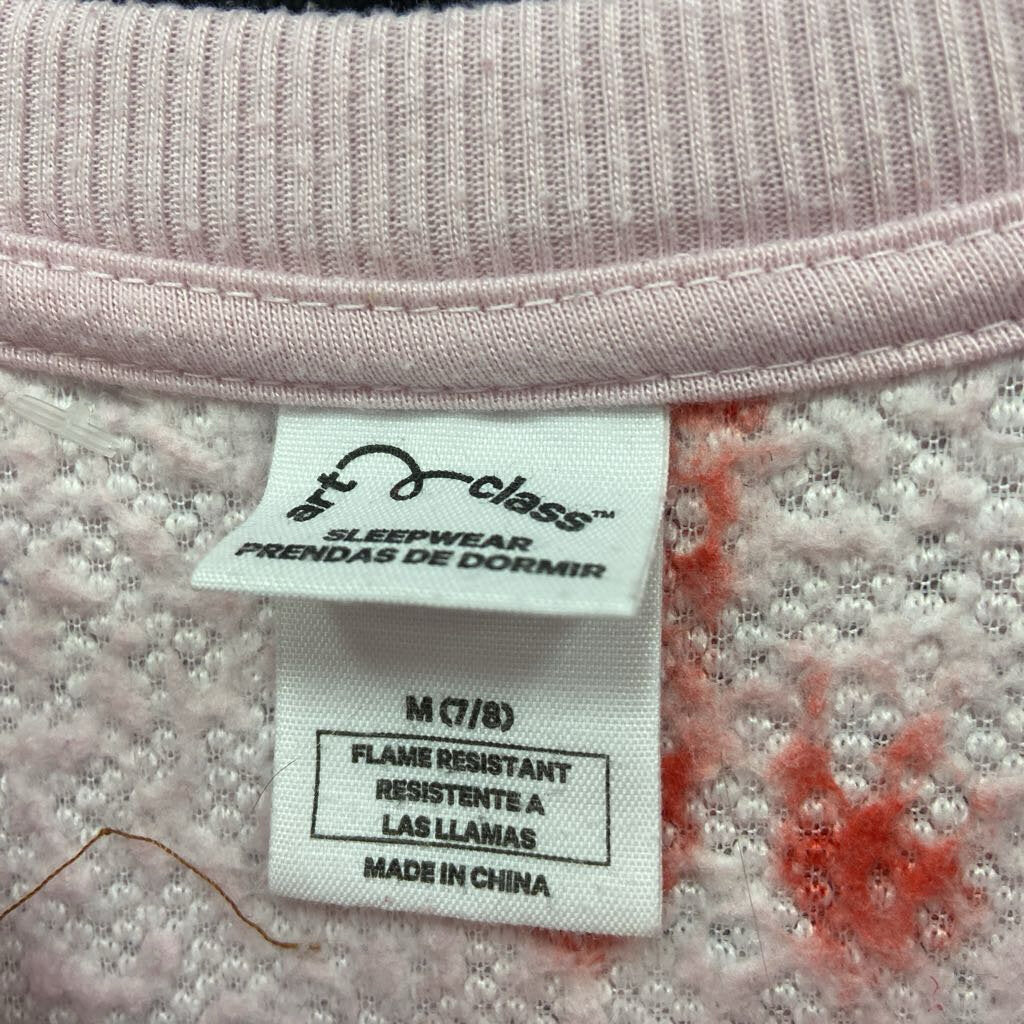 art class™
SLEEPWEAR
PRENDAS DE DORMIR
M (7/8)
FLAME RESISTANT
RESISTENTE A
LAS LLAMAS
MADE IN CHINA